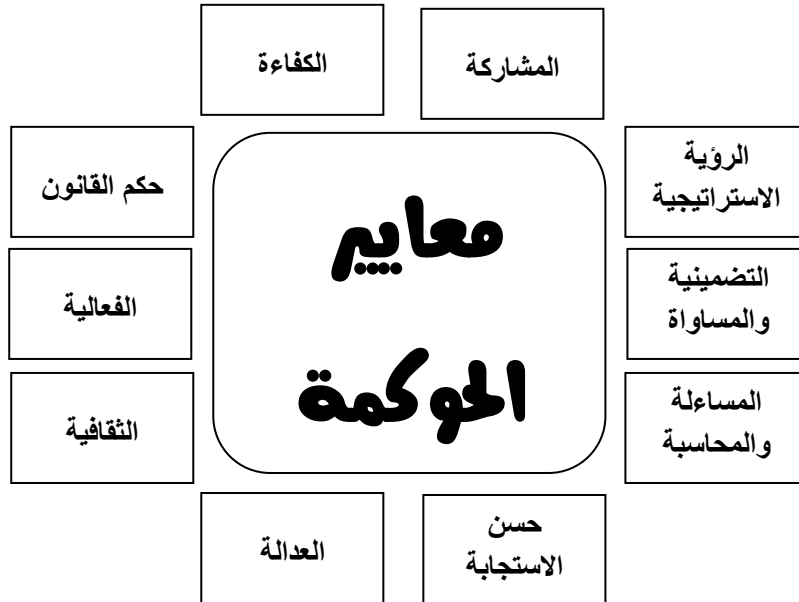 المشاركة
الكفاءة
الرؤية
الاستراتيجية
حكم القانون
معايير
الحوكمة
التضمينية
والمساواة
الفعالية
المساءلة
والمحاسبة
الثقافية
حسن
الاستجابة
العدالة